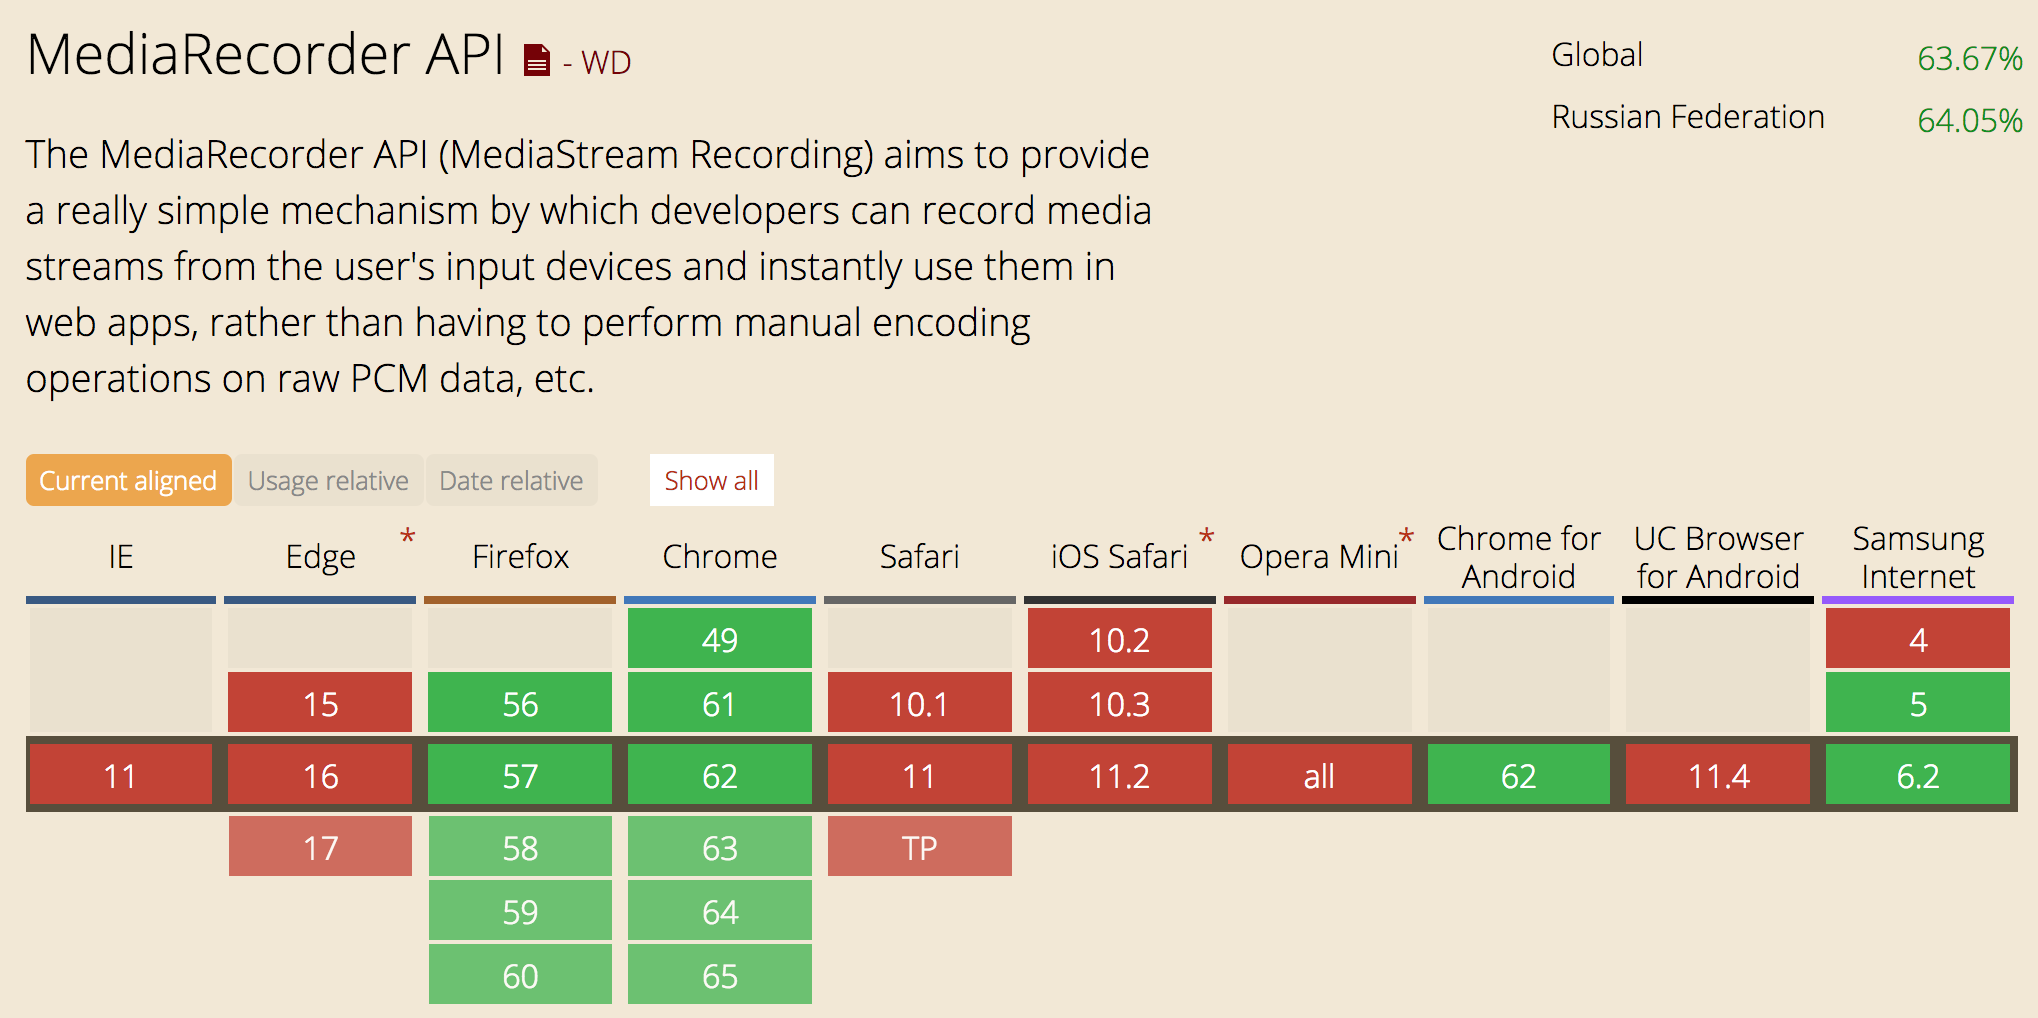 MediaRecorder API - WD
Global 63.67%
Russian Federation 64.05%
The MediaRecorder API (MediaStream Recording) aims to provide
a really simple mechanism by which developers can record media
streams from the user's input devices and instantly use them in
web apps, rather than having to perform manual encoding
operations on raw PCM data, etc.
Current aligned Usage relative Date relative Show all
IE Edge * Firefox Chrome Safari iOS Safari * Opera Mini * Chrome for Android UC Browser for Android Samsung Internet
49 10.2 4
15 56 61 10.1 10.3 5
11 16 57 62 11 11.2 all 62 11.4 6.2
17 58 63 TP
59 64
60 65